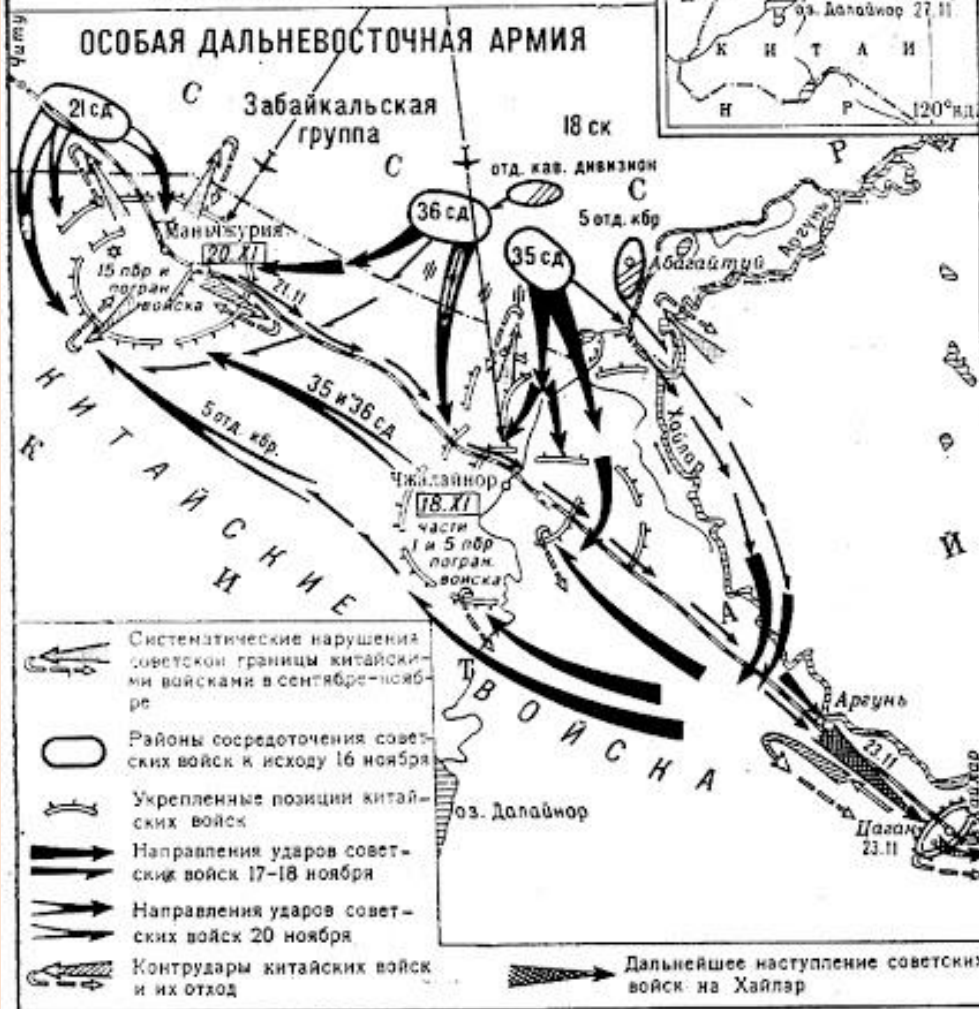 Читу
оз. Далайнор 27.11
К И Т А Й
Н Р
120° вд
ОСОБАЯ ДАЛЬНЕВОСТОЧНАЯ АРМИЯ
С
Забайкальская
группа
С
18 ск
отд. кав. дивизион
С
Р
21 сд
36 сд
35 сд
5 отд. кбр
Аргунь
Абагайтуй
Маньчжурия
20.XI
15 пбр и
погран.
войска
21.11
Хайлар
35 и 36 сд
5 отд. кбр.
Чжалайнор
18.XI
части
1 и 5 пбр
погран.
войска
КИТАЙСКИЕ
ВОЙСКА
К
И
Т
А
Й
Аргунь
23.11
Цаган
23.11
оз. Далайнор
Систематические нарушения
советской границы китайски-
ми войсками в сентябре-нояб-
ре
Районы сосредоточения совет-
ских войск к исходу 16 ноября
Укрепленные позиции китай-
ских войск
Направления ударов совет-
ских войск 17-18 ноября
Направления ударов совет-
ских войск 20 ноября
Контрудары китайских войск
и их отход
Дальнейшее наступление советских
войск на Хайлар